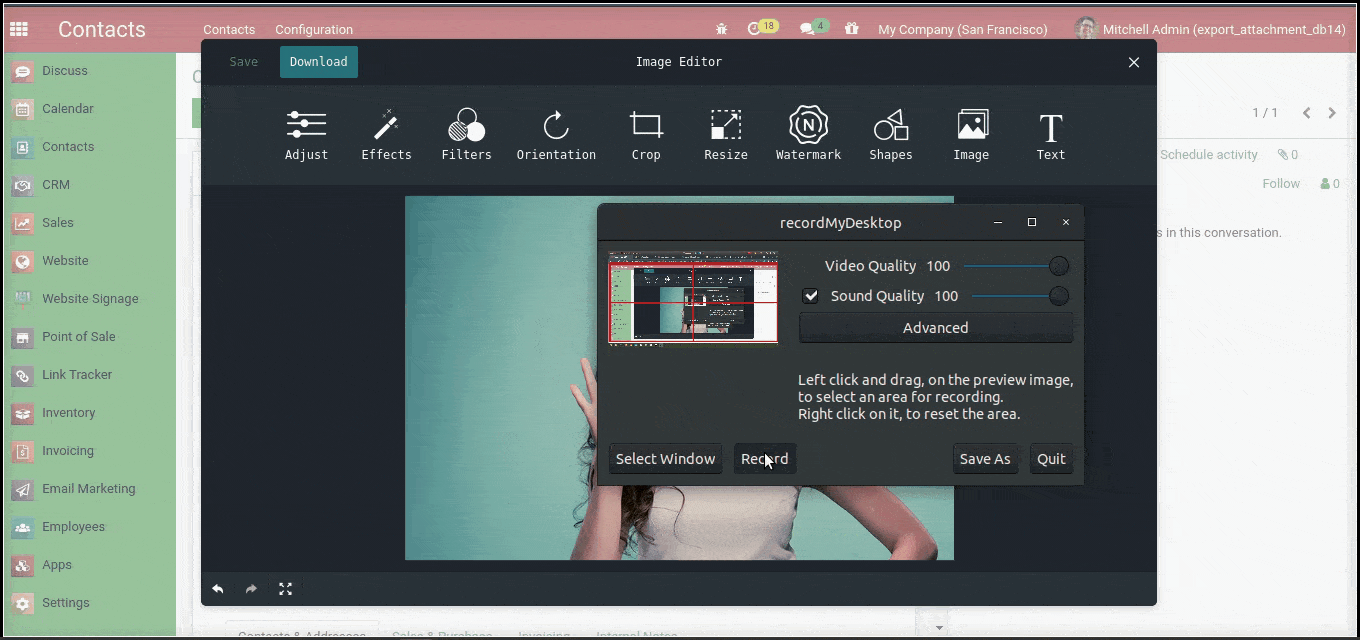 Contacts
Contacts Configuration
18
4
My Company (San Francisco)
Mitchell Admin (export_attachment_db14)
Discuss
Calendar
Contacts
CRM
Sales
Website
Website Signage
Point of Sale
Link Tracker
Inventory
Invoicing
Email Marketing
Employees
Apps
Settings
Save Download Image Editor
Adjust Effects Filters Orientation Crop Resize Watermark Shapes Image Text
N
1 / 1
Schedule activity 0
Follow 0
s in this conversation.
recordMyDesktop
Video Quality 100
Sound Quality 100
Advanced
Left click and drag, on the preview image,
to select an area for recording.
Right click on it, to reset the area.
Select Window Record Save As Quit
Contacts & Addresses Sales & Purchase Invoicing Internal Notes